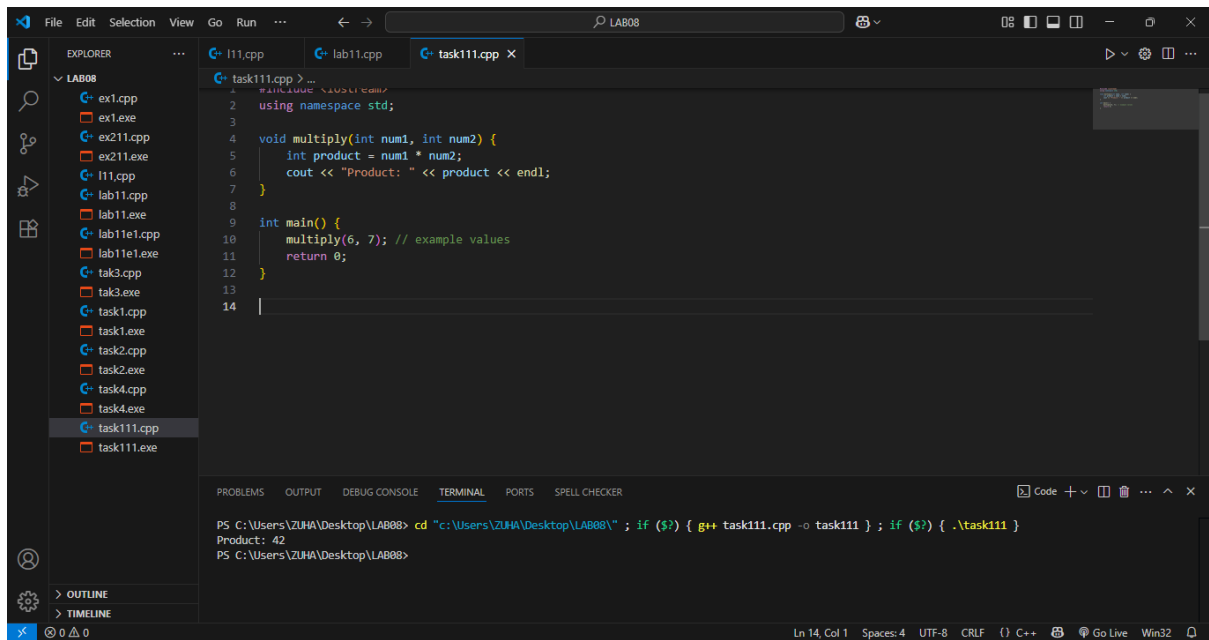 File Edit Selection View Go Run ··· ← → LAB08
EXPLORER ···
LAB08
ex1.cpp
ex1.exe
ex211.cpp
ex211.exe
l11,cpp
lab11.cpp
lab11.exe
lab11e1.cpp
lab11e1.exe
tak3.cpp
tak3.exe
task1.cpp
task1.exe
task2.cpp
task2.exe
task4.cpp
task4.exe
task111.cpp
task111.exe
OUTLINE
TIMELINE
l11,cpp lab11.cpp task111.cpp ×
task111.cpp > ...
1 #include <iostream>
2 using namespace std;
3
4 void multiply(int num1, int num2) {
5 int product = num1 * num2;
6 cout << "Product: " << product << endl;
7 }
8
9 int main() {
10 multiply(6, 7); // example values
11 return 0;
12 }
13
14
PROBLEMS OUTPUT DEBUG CONSOLE TERMINAL PORTS SPELL CHECKER Code
PS C:\Users\ZUHA\Desktop\LAB08> cd "c:\Users\ZUHA\Desktop\LAB08\" ; if ($?) { g++ task111.cpp -o task111 } ; if ($?) { .\task111 }
Product: 42
PS C:\Users\ZUHA\Desktop\LAB08>
0 0 Ln 14, Col 1 Spaces: 4 UTF-8 CRLF {} C++ Go Live Win32